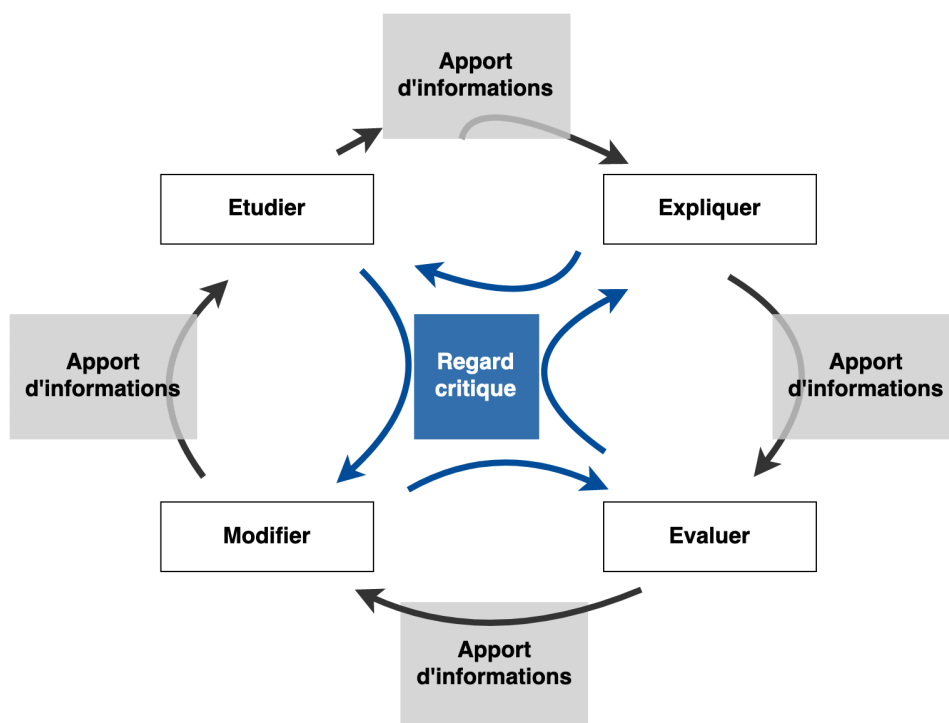 Apport
d'informations
Etudier
Expliquer
Apport
d'informations
Regard
critique
Apport
d'informations
Modifier
Evaluer
Apport
d'informations